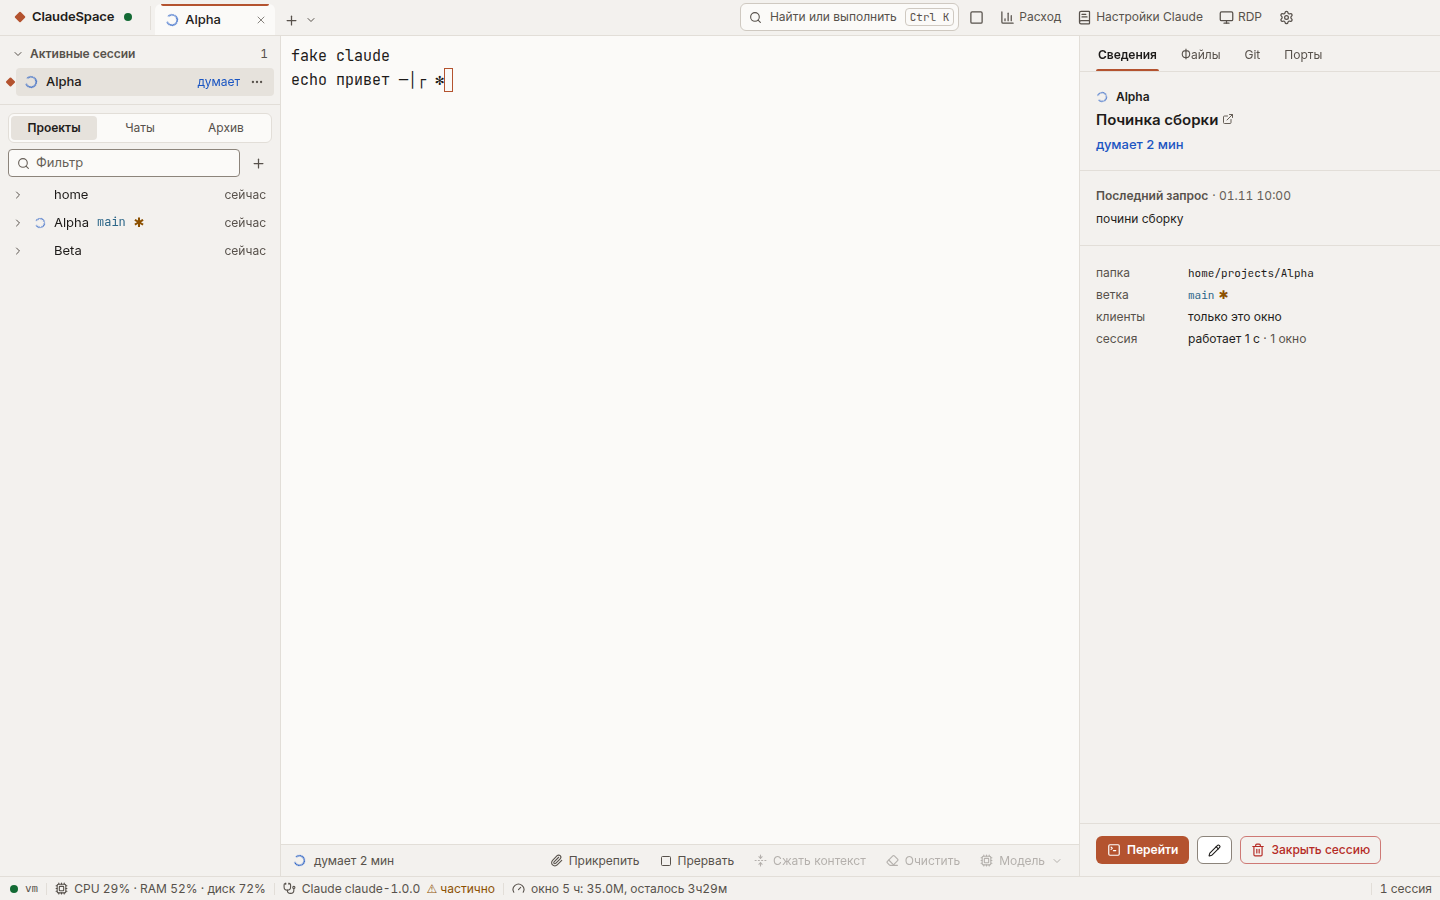 ClaudeSpace
Alpha
Найти или выполнить Ctrl K
Расход
Настройки Claude
RDP
Активные сессии 1
Alpha думает ···
Проекты Чаты Архив
Фильтр
home сейчас
Alpha main ✱ сейчас
Beta сейчас
fake claude
echo привет ─│┌ ✻
Сведения Файлы Git Порты
Alpha
Починка сборки
думает 2 мин
Последний запрос · 01.11 10:00
почини сборку
папка home/projects/Alpha
ветка main ✱
клиенты только это окно
сессия работает 1 с · 1 окно
думает 2 мин
Прикрепить
Прервать
Сжать контекст
Очистить
Модель
Перейти
Закрыть сессию
vm CPU 29% · RAM 52% · диск 72% Claude claude-1.0.0 ⚠ частично окно 5 ч: 35.0M, осталось 3ч29м 1 сессия